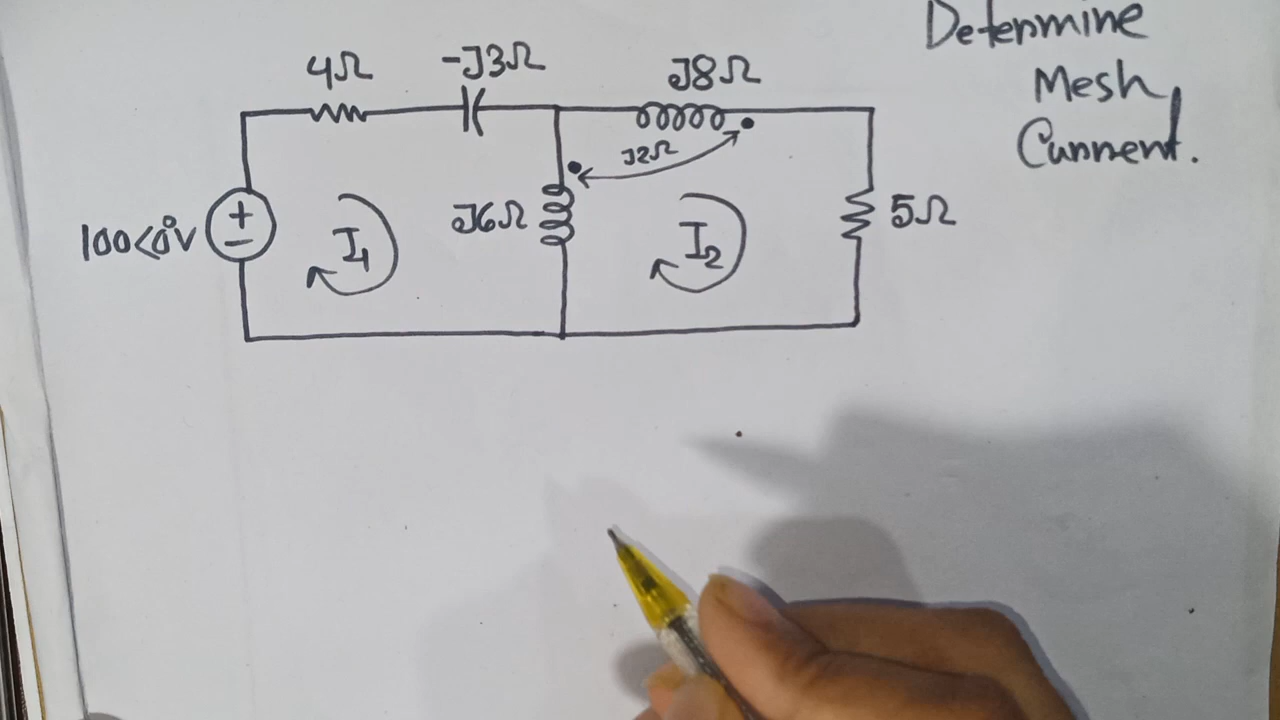 Determine
Mesh
Current.
4Ω
-J3Ω
J8Ω
J2Ω
100<0°V
+
−
I1
J6Ω
I2
5Ω